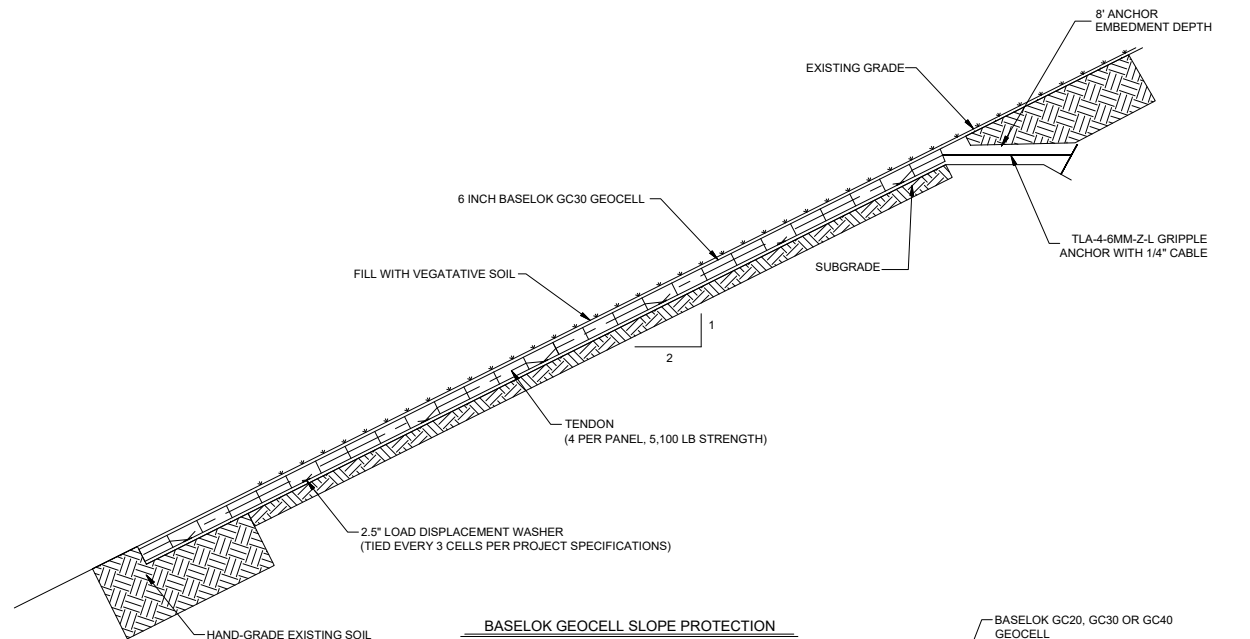 8' ANCHOR
EMBEDMENT DEPTH
EXISTING GRADE
6 INCH BASELOK GC30 GEOCELL
TLA-4-6MM-Z-L GRIPPLE
ANCHOR WITH 1/4" CABLE
SUBGRADE
FILL WITH VEGATATIVE SOIL
1
2
TENDON
(4 PER PANEL, 5,100 LB STRENGTH)
2.5" LOAD DISPLACEMENT WASHER
(TIED EVERY 3 CELLS PER PROJECT SPECIFICATIONS)
BASELOK GEOCELL SLOPE PROTECTION
HAND-GRADE EXISTING SOIL
BASELOK GC20, GC30 OR GC40
GEOCELL